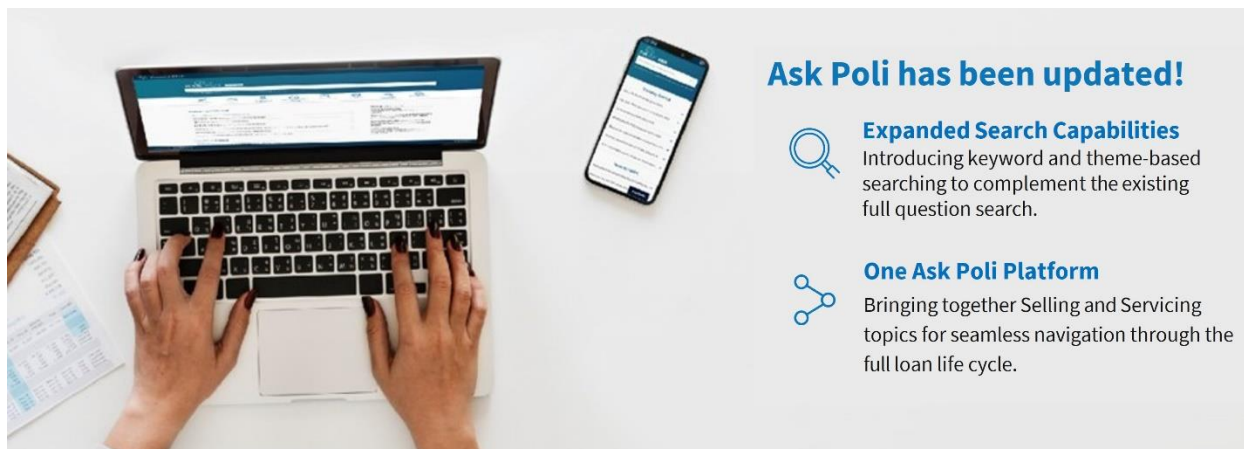 Ask Poli has been updated!
Expanded Search Capabilities
Introducing keyword and theme-based
searching to complement the existing
full question search.
One Ask Poli Platform
Bringing together Selling and Servicing
topics for seamless navigation through the
full loan life cycle.